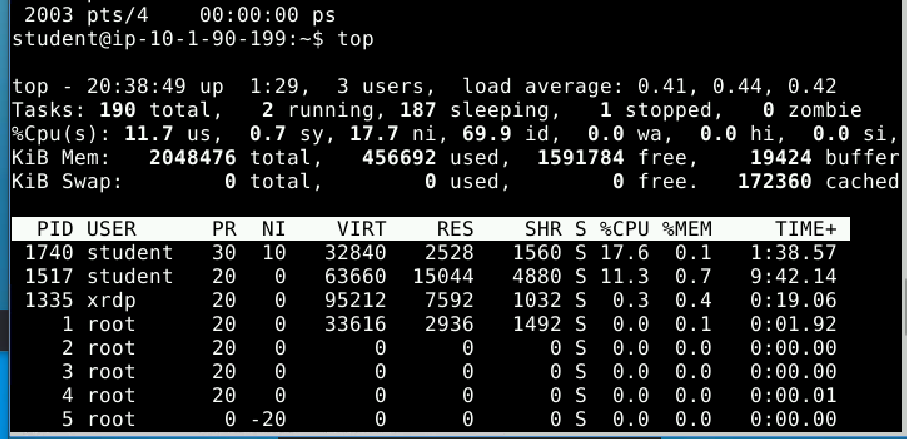 2003 pts/4    00:00:00 ps
student@ip-10-1-90-199:~$ top
top - 20:38:49 up  1:29,  3 users,  load average: 0.41, 0.44, 0.42
Tasks: 190 total,   2 running, 187 sleeping,   1 stopped,   0 zombie
%Cpu(s): 11.7 us,  0.7 sy, 17.7 ni, 69.9 id,  0.0 wa,  0.0 hi,  0.0 si,
KiB Mem:   2048476 total,   456692 used,  1591784 free,    19424 buffer
KiB Swap:        0 total,        0 used,        0 free.   172360 cached
PID USER      PR  NI    VIRT    RES    SHR S %CPU %MEM     TIME+
1740 student   30  10   32840   2528   1560 S 17.6  0.1   1:38.57
1517 student   20   0   63660  15044   4880 S 11.3  0.7   9:42.14
1335 xrdp      20   0   95212   7592   1032 S  0.3  0.4   0:19.06
1 root      20   0   33616   2936   1492 S  0.0  0.1   0:01.92
2 root      20   0       0      0      0 S  0.0  0.0   0:00.00
3 root      20   0       0      0      0 S  0.0  0.0   0:00.00
4 root      20   0       0      0      0 S  0.0  0.0   0:00.01
5 root       0 -20       0      0      0 S  0.0  0.0   0:00.00